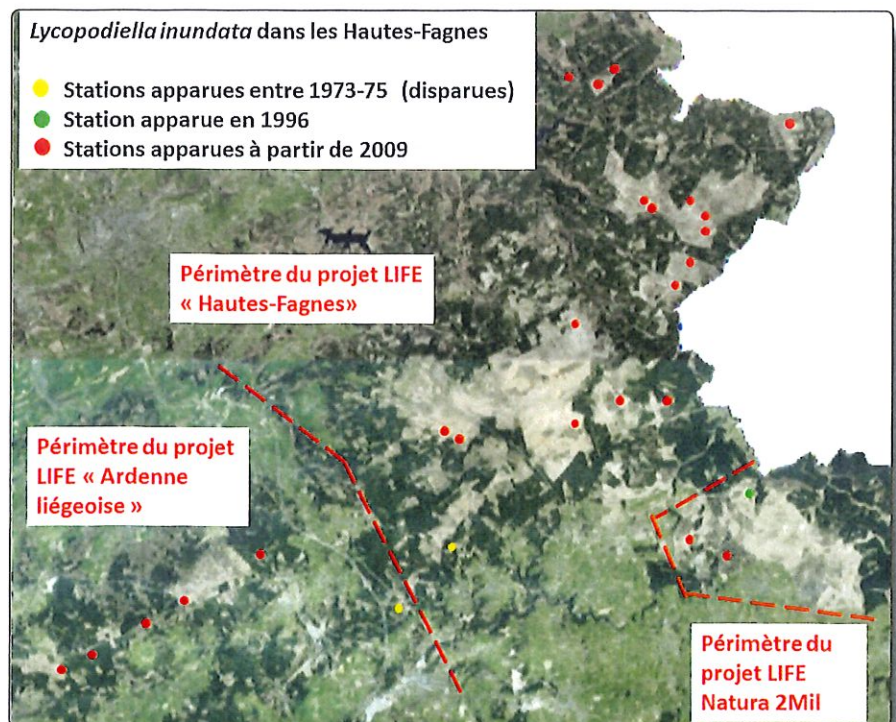 Lycopodiella inundata dans les Hautes-Fagnes
Stations apparues entre 1973-75 (disparues)
Station apparue en 1996
Stations apparues à partir de 2009
Périmètre du projet LIFE
« Hautes-Fagnes»
Périmètre du projet
LIFE « Ardenne
liégeoise »
Périmètre du
projet LIFE
Natura 2Mil